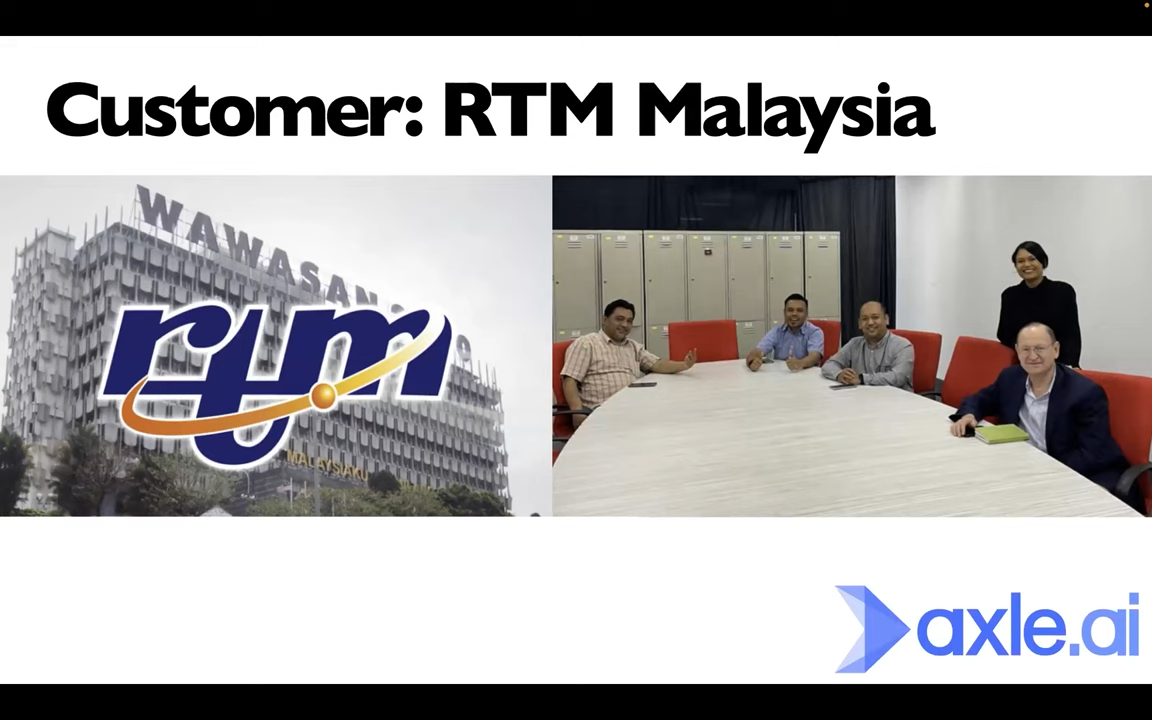 Customer: RTM Malaysia
WAWASAN
rtm
MALAYSIAKU
axle.ai